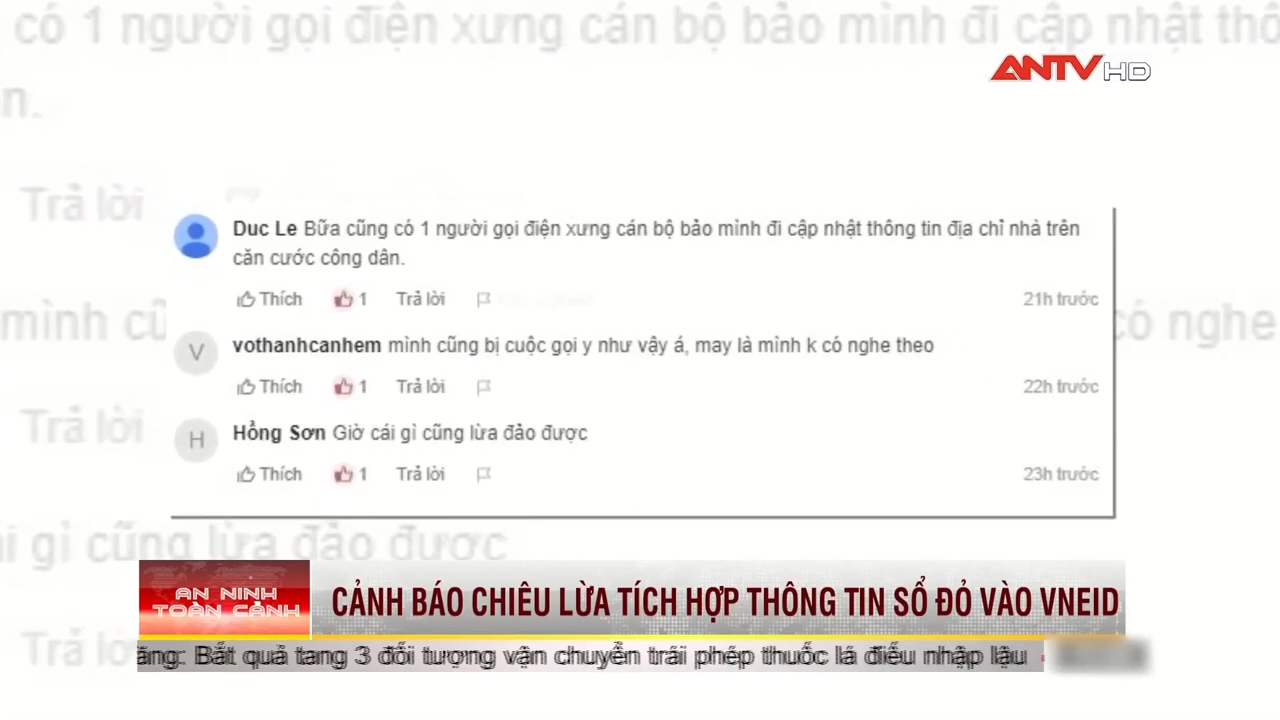 có 1 người gọi điện xưng cán bộ bảo mình đi cập nhật thô
n.
ANTV HD
Trả lời
Duc Le Bữa cũng có 1 người gọi điện xưng cán bộ bảo mình đi cập nhật thông tin địa chỉ nhà trên
căn cước công dân.
Thích 1 Trả lời 21h trước
mình cũ
có nghe
vothanhcanhem mình cũng bị cuộc gọi y như vậy á, may là mình k có nghe theo
V
Thích 1 Trả lời 22h trước
Trả lời
Hồng Sơn Giờ cái gì cũng lừa đảo được
H
Thích 1 Trả lời 23h trước
i gì cũng lừa đảo được
AN NINH
TOÀN CẢNH
CẢNH BÁO CHIÊU LỪA TÍCH HỢP THÔNG TIN SỔ ĐỎ VÀO VNEID
Trả lờ
ăng: Bắt quả tang 3 đối tượng vận chuyển trái phép thuốc lá điếu nhập lậu